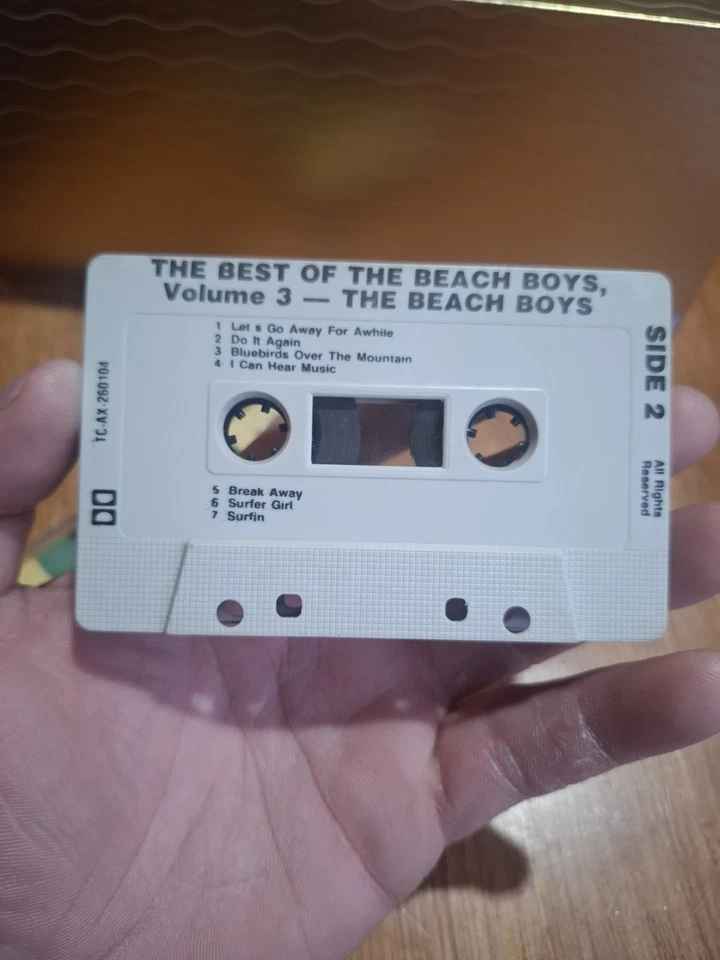 THE BEST OF THE BEACH BOYS,
Volume 3 — THE BEACH BOYS
1 Let s Go Away For Awhile
2 Do It Again
3 Bluebirds Over The Mountain
4 I Can Hear Music
5 Break Away
6 Surfer Girl
7 Surfin
SIDE 2
All Rights
Reserved
TC-AX-260104